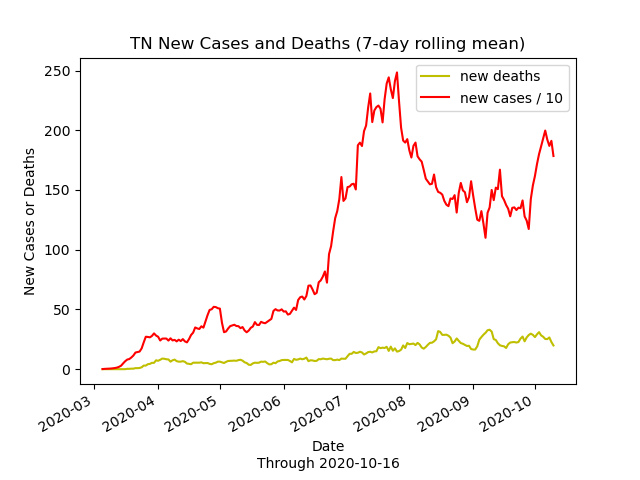 TN New Cases and Deaths (7-day rolling mean)
new deaths
new cases / 10
250
200
150
100
50
0
New Cases or Deaths
2020-03
2020-04
2020-05
2020-06
2020-07
2020-08
2020-09
2020-10
Date
Through 2020-10-16